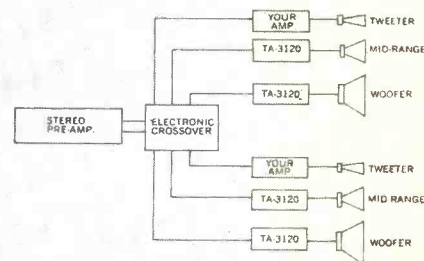 YOUR
AMP
TWEETER
TA-3120
MID-RANGE
TA-3120
WOOFER
STEREO
PRE-AMP.
ELECTRONIC
CROSSOVER
YOUR
AMP
TWEETER
TA-3120
MID RANGE
TA-3120
WOOFER